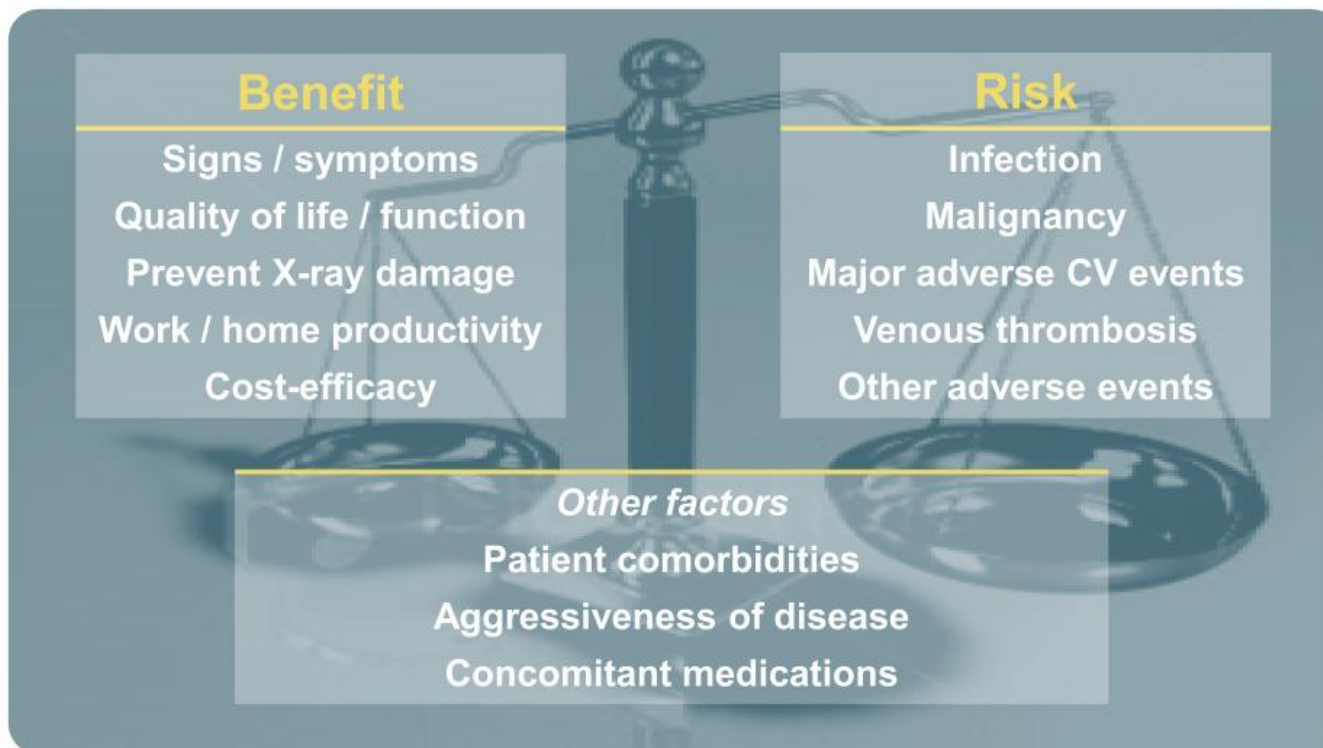 Benefit
Signs / symptoms
Quality of life / function
Prevent X-ray damage
Work / home productivity
Cost-efficacy
Risk
Infection
Malignancy
Major adverse CV events
Venous thrombosis
Other adverse events
Other factors
Patient comorbidities
Aggressiveness of disease
Concomitant medications